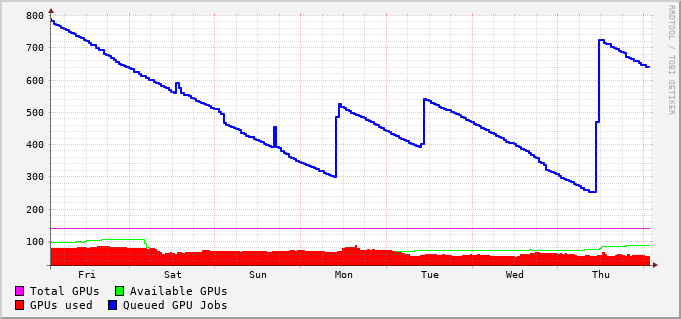 800
700
600
500
400
300
200
100
Fri Sat Sun Mon Tue Wed Thu
Total GPUs Available GPUs
GPUs used Queued GPU Jobs
RRDTOOL / TOBI OETIKER